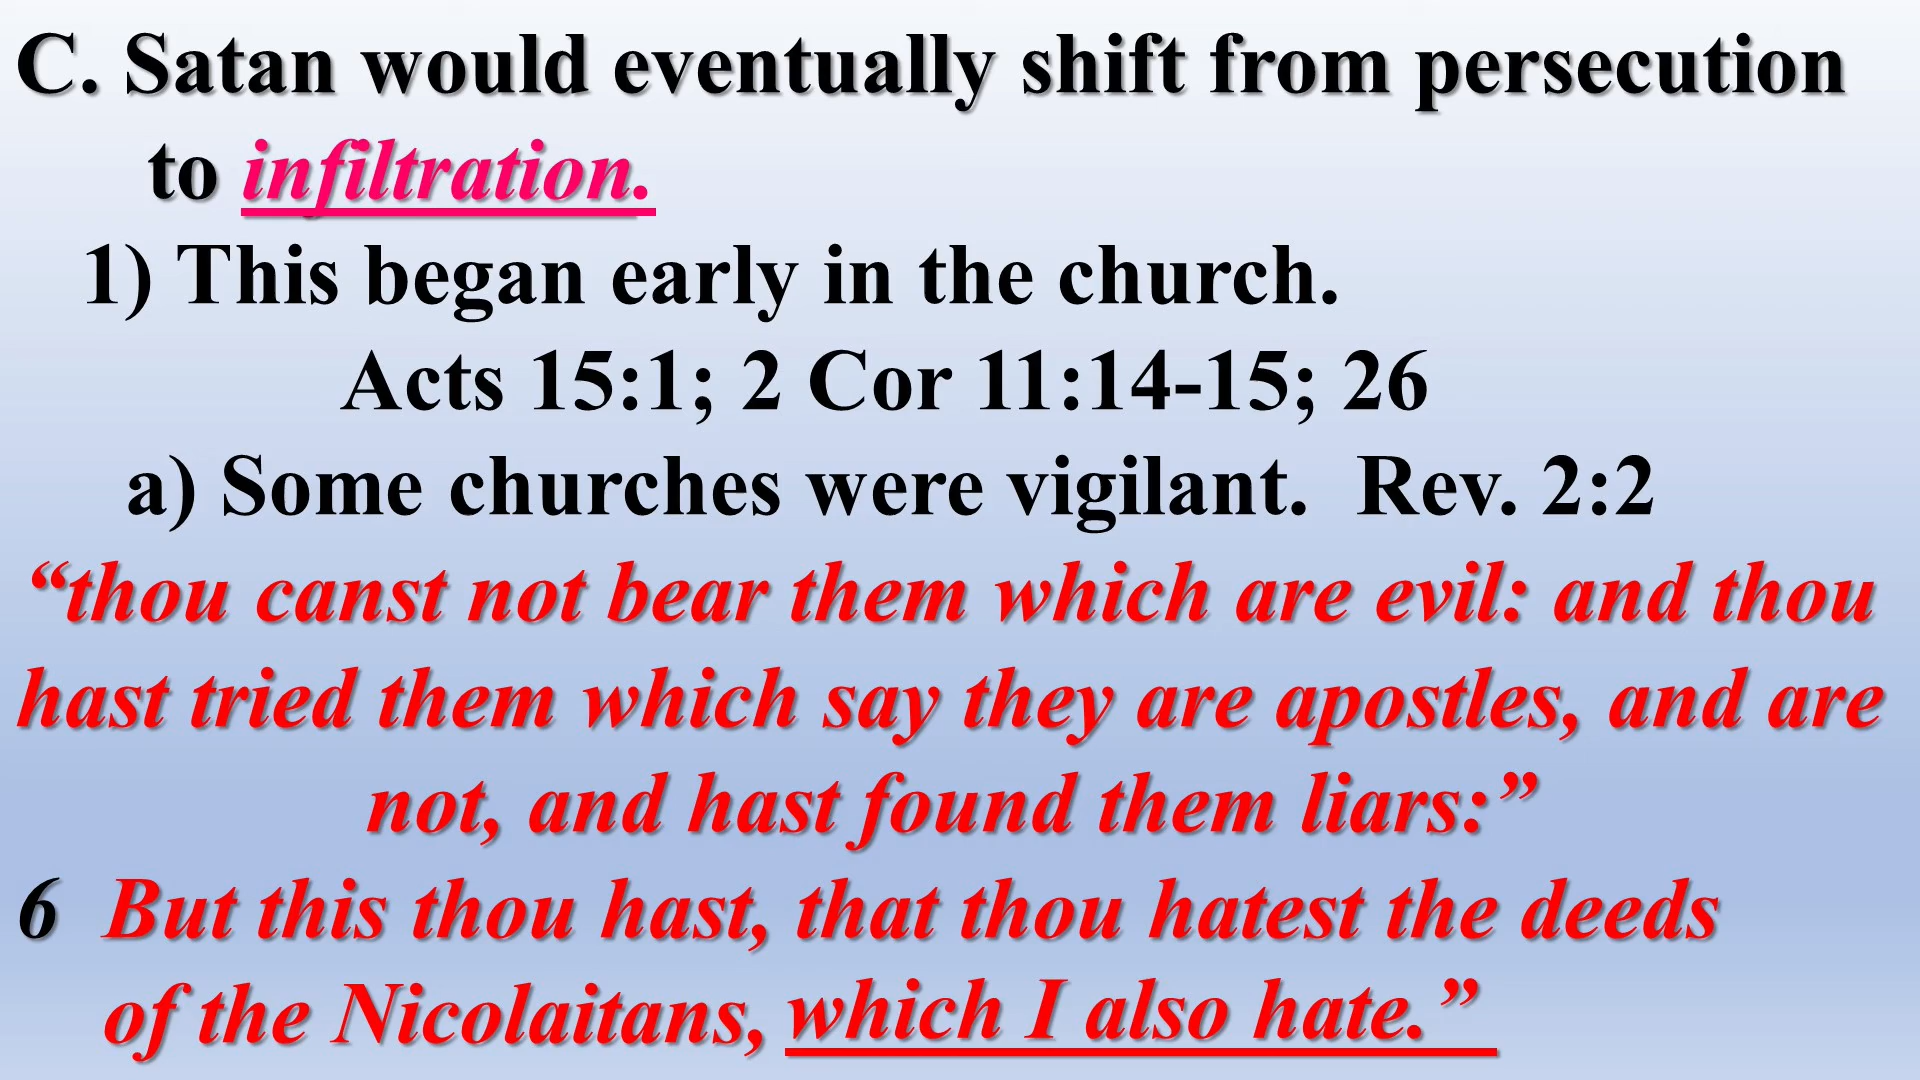 C. Satan would eventually shift from persecution
to infiltration.
1) This began early in the church.
Acts 15:1; 2 Cor 11:14-15; 26
a) Some churches were vigilant. Rev. 2:2
“thou canst not bear them which are evil: and thou
hast tried them which say they are apostles, and are
not, and hast found them liars:”
6 But this thou hast, that thou hatest the deeds
of the Nicolaitans, which I also hate.”